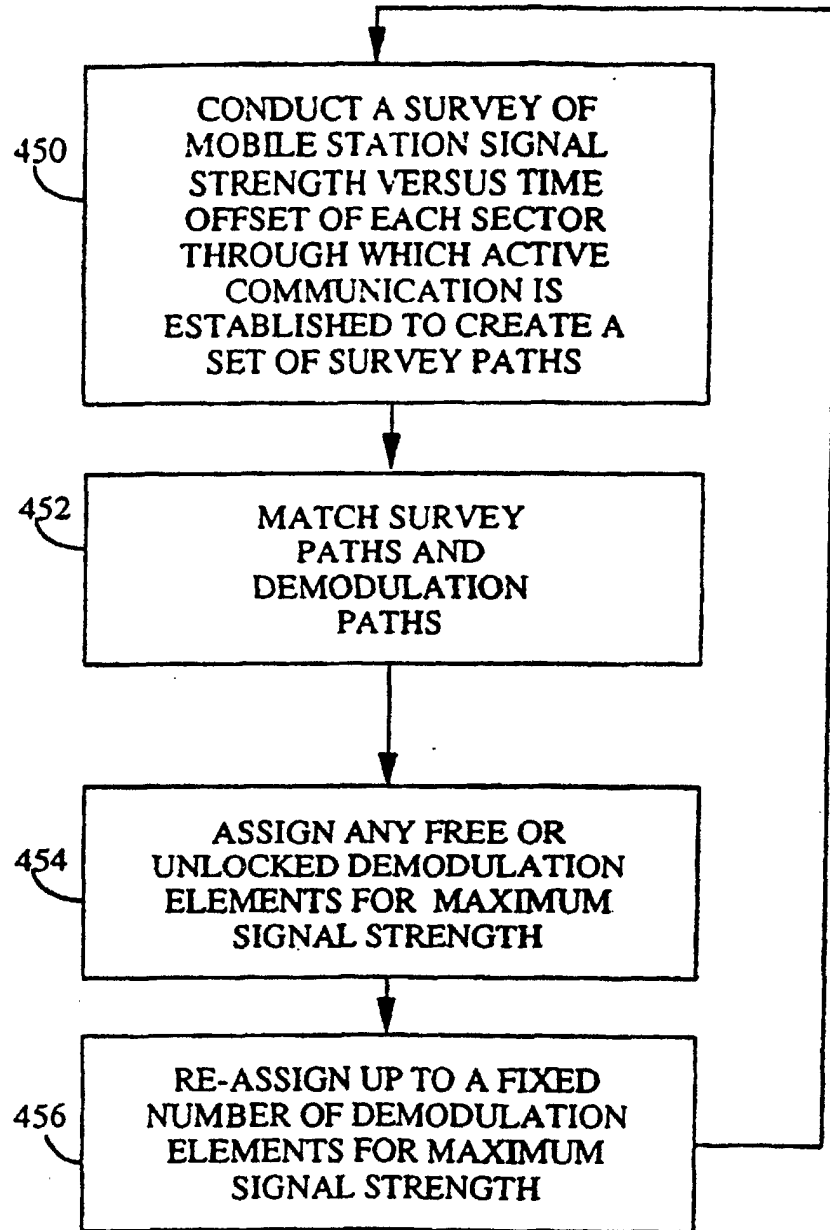 450
CONDUCT A SURVEY OF
MOBILE STATION SIGNAL
STRENGTH VERSUS TIME
OFFSET OF EACH SECTOR
THROUGH WHICH ACTIVE
COMMUNICATION IS
ESTABLISHED TO CREATE A
SET OF SURVEY PATHS
452
MATCH SURVEY
PATHS AND
DEMODULATION
PATHS
454
ASSIGN ANY FREE OR
UNLOCKED DEMODULATION
ELEMENTS FOR MAXIMUM
SIGNAL STRENGTH
456
RE-ASSIGN UP TO A FIXED
NUMBER OF DEMODULATION
ELEMENTS FOR MAXIMUM
SIGNAL STRENGTH